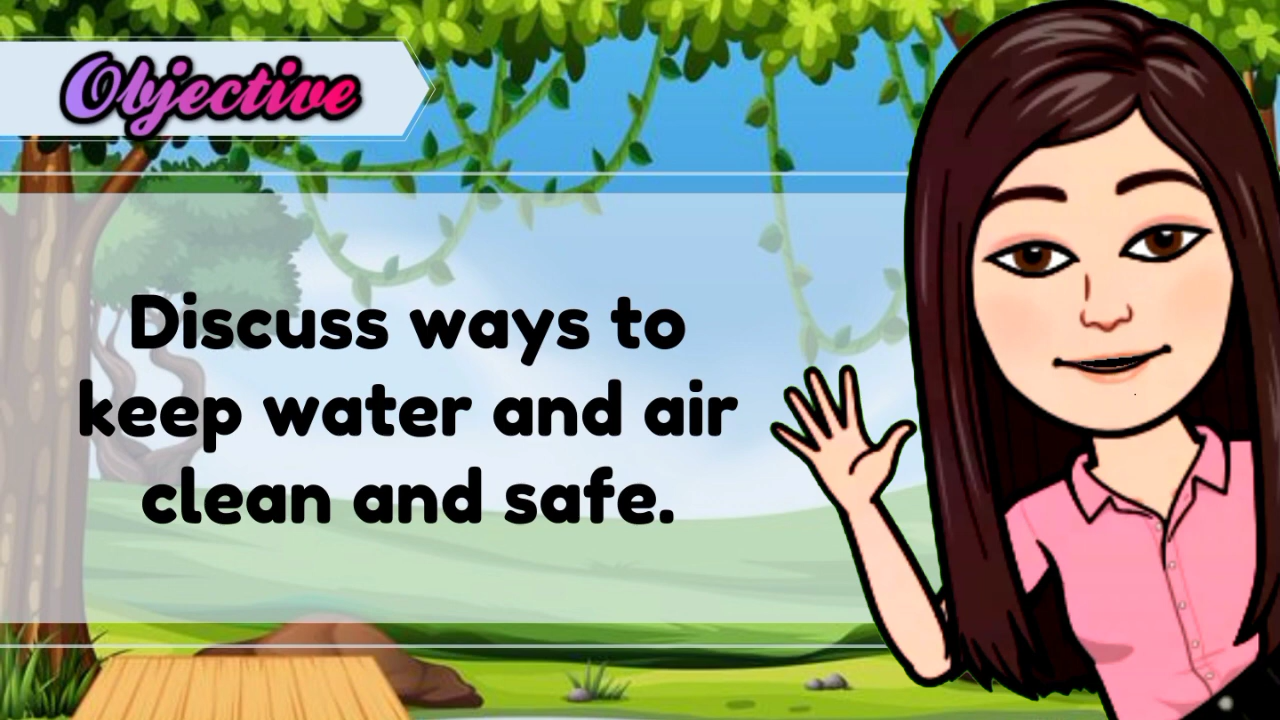 Objective
Discuss ways to
keep water and air
clean and safe.